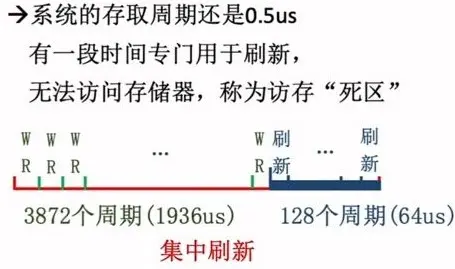 →系统的存取周期还是0.5us
有一段时间专门用于刷新，
无法访问存储器，称为访存“死区”
W W W ... W 刷 ... 刷
R R R R 新 新
3872个周期(1936us) 128个周期(64us)
集中刷新